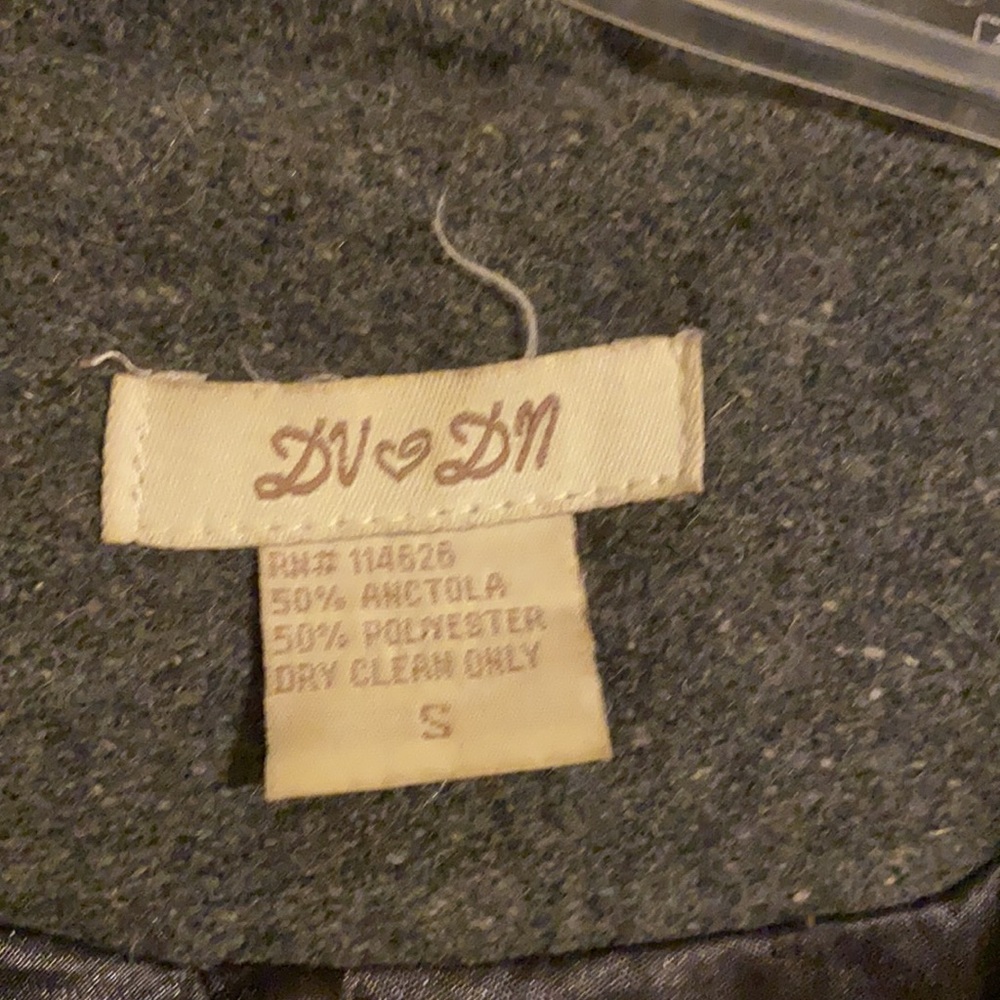 DV♥DN
RN# 114626
50% ANCTOLA
50% POLYESTER
DRY CLEAN ONLY
S